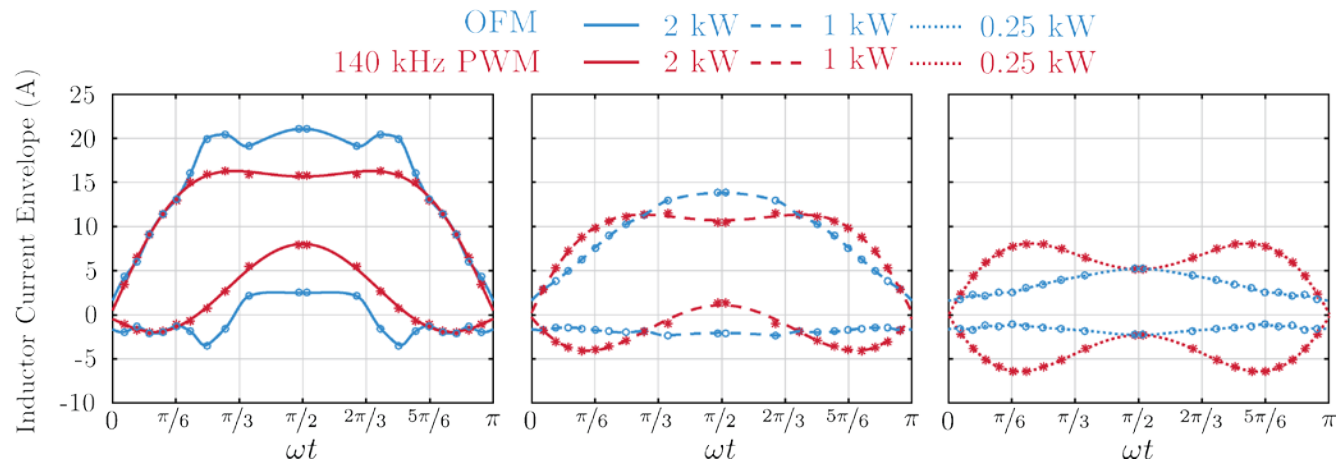 OFM 2 kW 1 kW 0.25 kW
140 kHz PWM 2 kW 1 kW 0.25 kW
Inductor Current Envelope (A)
25
20
15
10
5
0
-5
-10
0 π/6 π/3 π/2 2π/3 5π/6 π
0 π/6 π/3 π/2 2π/3 5π/6 π
0 π/6 π/3 π/2 2π/3 5π/6 π
ωt
ωt
ωt